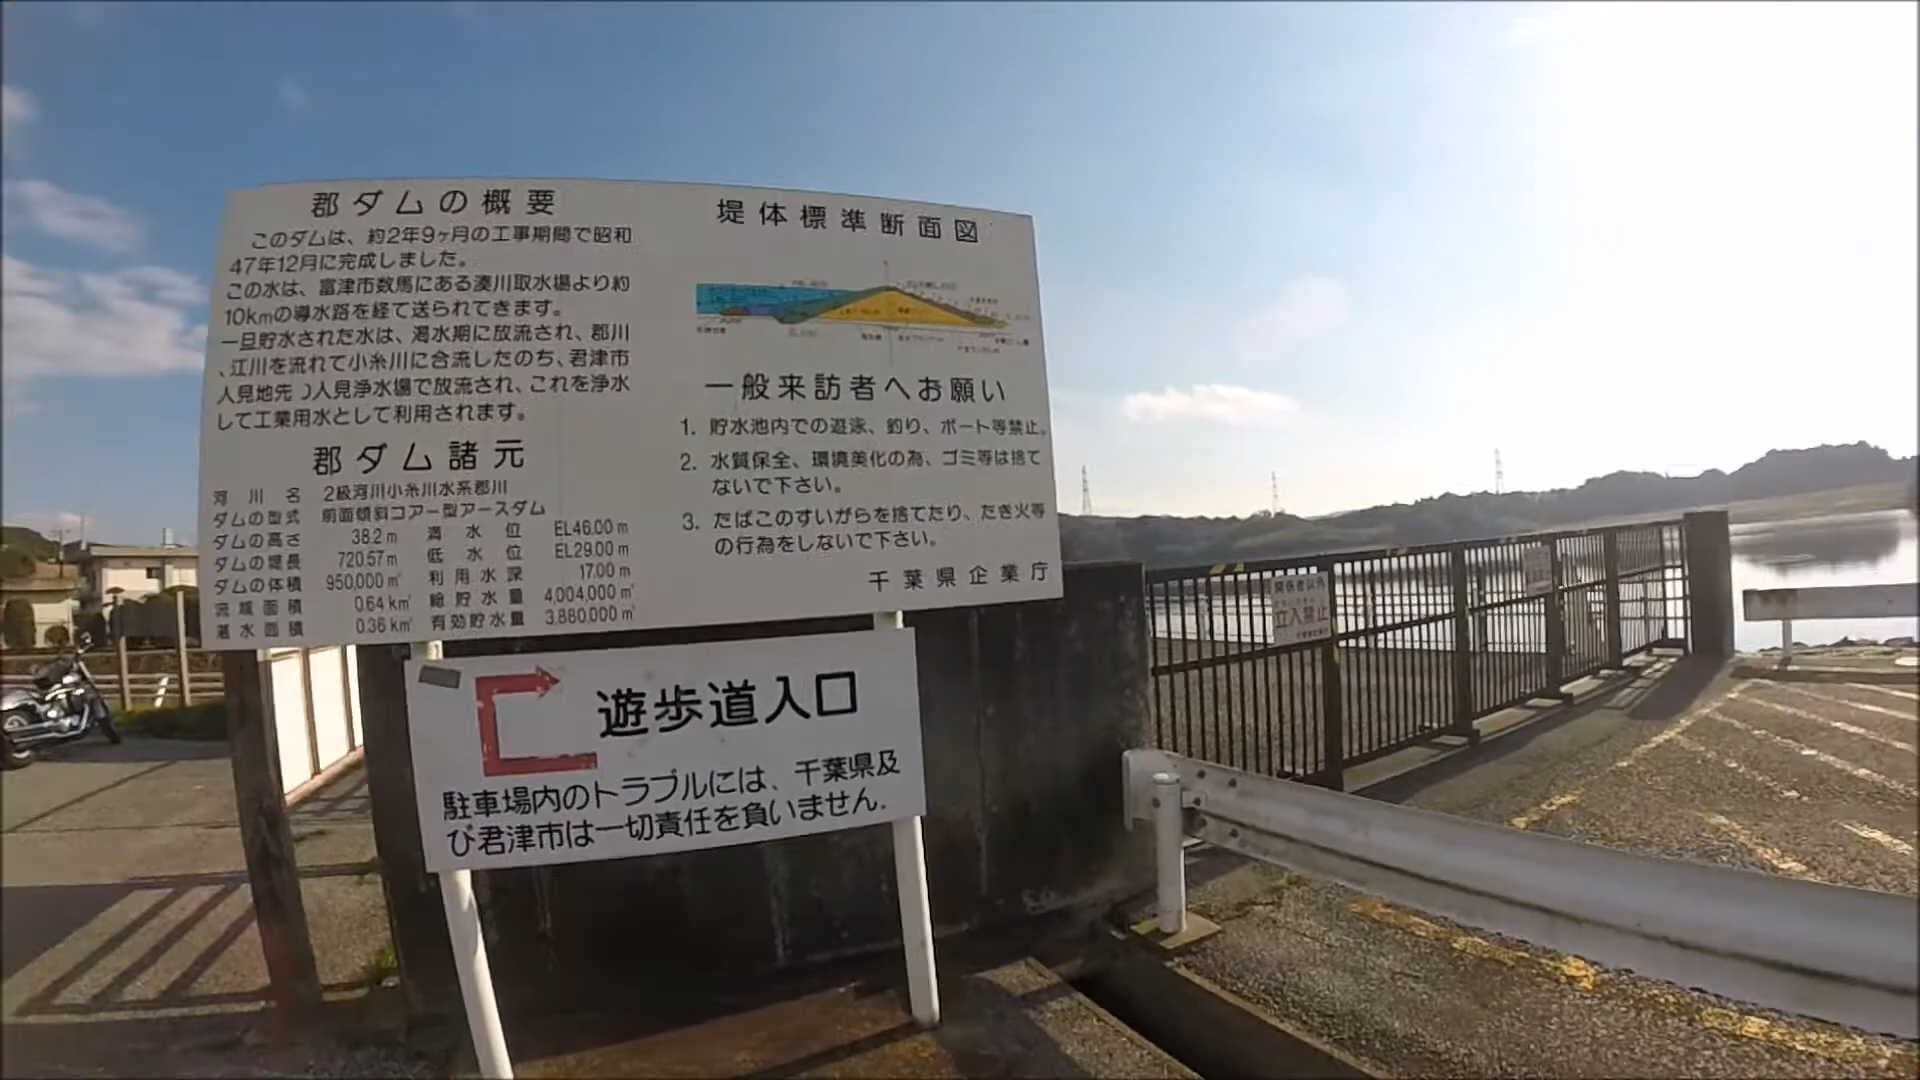 郡ダムの概要
このダムは、約2年9ヶ月の工事期間で昭和
47年12月に完成しました。
この水は、富津市数馬にある湊川取水場より約
10kmの導水路を経て送られてきます。
一旦貯水された水は、渇水期に放流され、郡川
、江川を流れて小糸川に合流したのち、君津市
人見地先 人見浄水場で放流され、これを浄水
して工業用水として利用されます。
郡ダム諸元
河川名 2級河川小糸川水系郡川
ダムの型式 前面傾斜コアー型アースダム
ダムの高さ 38.2m 満水位 EL46.00m
ダムの堤長 720.57m 低水位 EL29.00m
ダムの体積 950,000㎥ 利用水深 17.00m
流域面積 0.64k㎡ 総貯水量 4,004,000㎥
湛水面積 0.36k㎡ 有効貯水量 3,880,000㎥
堤体標準断面図
一般来訪者へお願い
1. 貯水池内での遊泳、釣り、ボート等禁止。
2. 水質保全、環境美化の為、ゴミ等は捨て
ないで下さい。
3. たばこのすいがらを捨てたり、たき火等
の行為をしないで下さい。
千葉県企業庁
遊歩道入口
駐車場内のトラブルには、千葉県及
び君津市は一切責任を負いません.
関係者以外
立入禁止